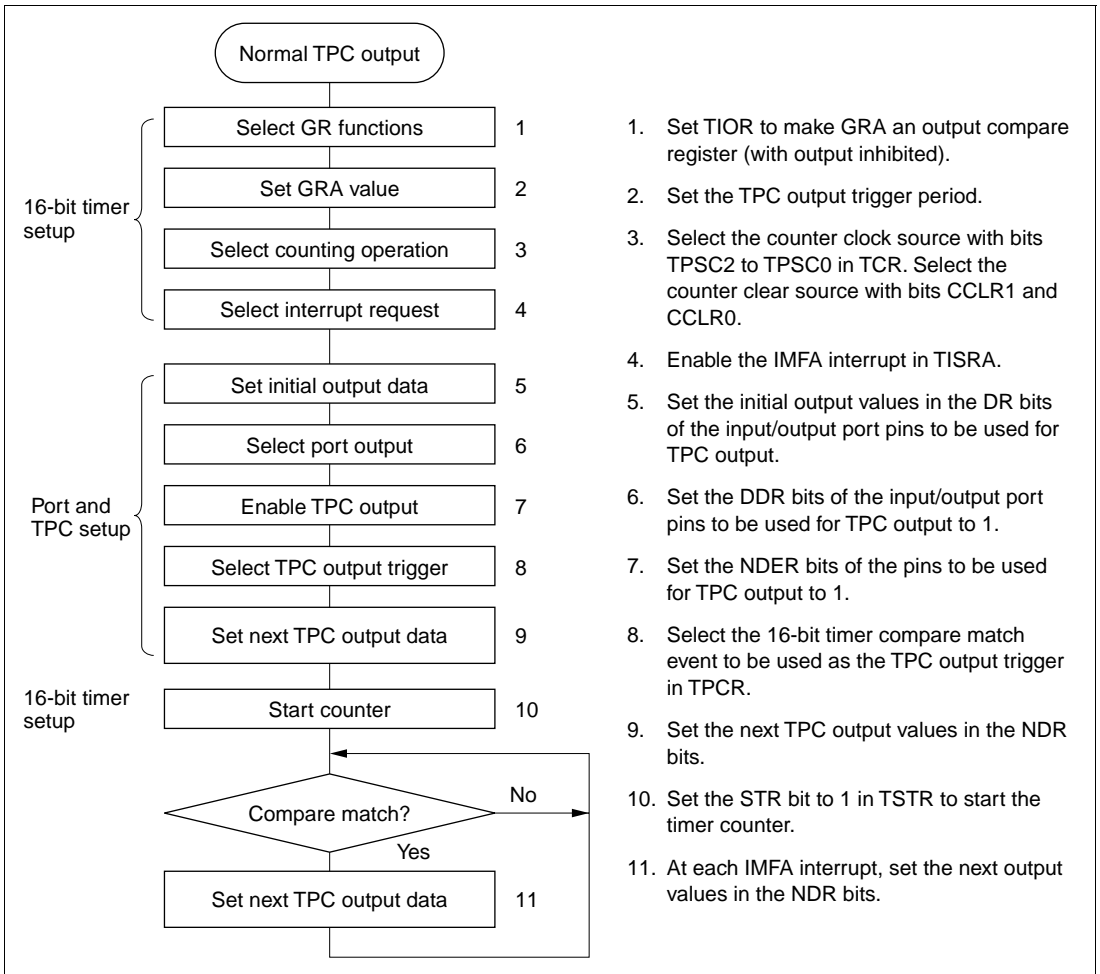 Normal TPC output
16-bit timer
setup
Select GR functions
1
Set GRA value
2
Select counting operation
3
Select interrupt request
4
Port and
TPC setup
Set initial output data
5
Select port output
6
Enable TPC output
7
Select TPC output trigger
8
Set next TPC output data
9
16-bit timer
setup
Start counter
10
Compare match?
No
Yes
Set next TPC output data
11
1. Set TIOR to make GRA an output compare
register (with output inhibited).
2. Set the TPC output trigger period.
3. Select the counter clock source with bits
TPSC2 to TPSC0 in TCR. Select the
counter clear source with bits CCLR1 and
CCLR0.
4. Enable the IMFA interrupt in TISRA.
5. Set the initial output values in the DR bits
of the input/output port pins to be used for
TPC output.
6. Set the DDR bits of the input/output port
pins to be used for TPC output to 1.
7. Set the NDER bits of the pins to be used
for TPC output to 1.
8. Select the 16-bit timer compare match
event to be used as the TPC output trigger
in TPCR.
9. Set the next TPC output values in the NDR
bits.
10. Set the STR bit to 1 in TSTR to start the
timer counter.
11. At each IMFA interrupt, set the next output
values in the NDR bits.